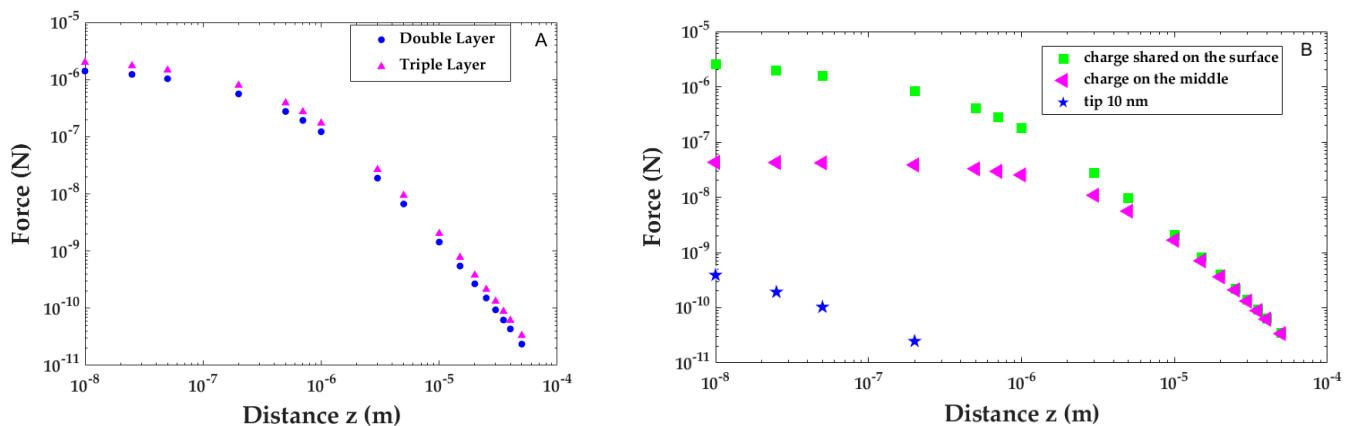 10⁻⁵
10⁻⁶
10⁻⁷
10⁻⁸
10⁻⁹
10⁻¹⁰
10⁻¹¹
Force (N)
Double Layer
Triple Layer
A
10⁻⁸
10⁻⁷
10⁻⁶
10⁻⁵
10⁻⁴
Distance z (m)
10⁻⁵
10⁻⁶
10⁻⁷
10⁻⁸
10⁻⁹
10⁻¹⁰
10⁻¹¹
Force (N)
charge shared on the surface
charge on the middle
tip 10 nm
B
10⁻⁸
10⁻⁷
10⁻⁶
10⁻⁵
10⁻⁴
Distance z (m)